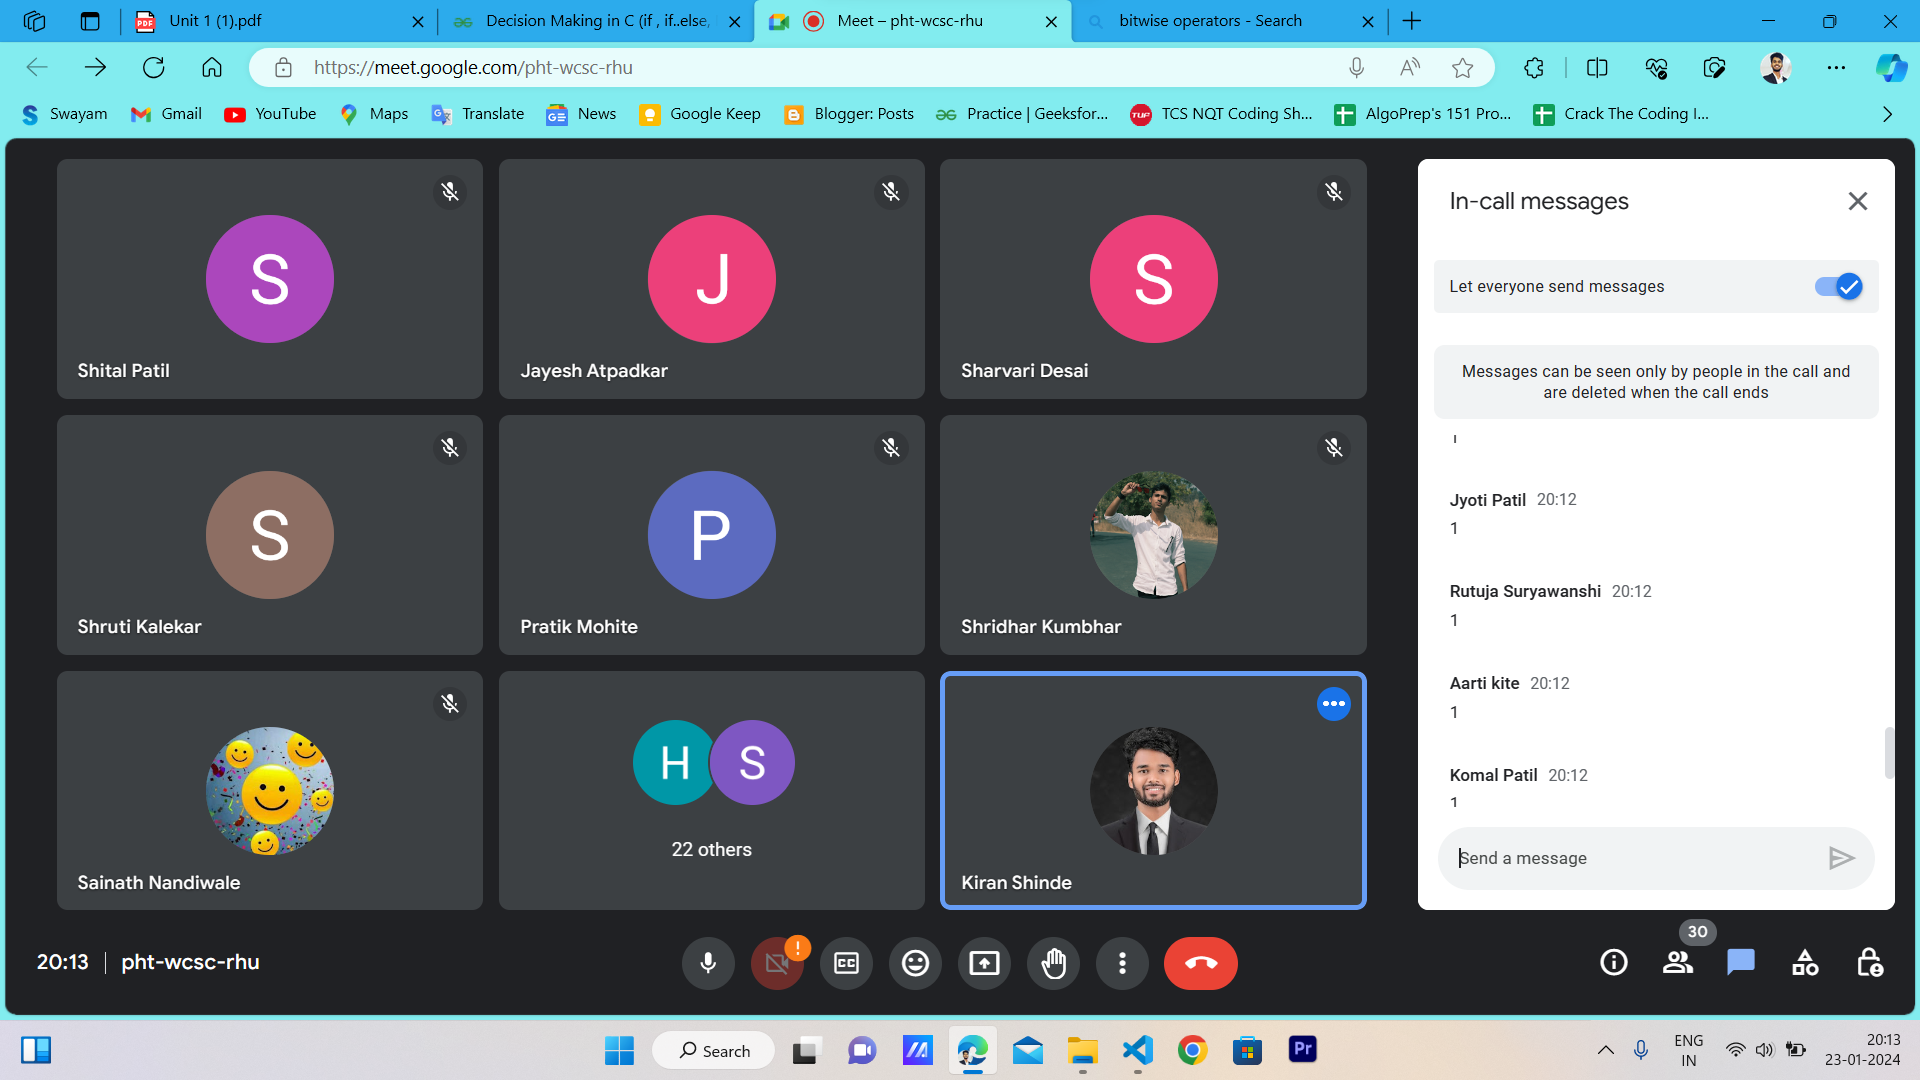 Unit 1 (1).pdf
Decision Making in C (if , if..else,
Meet – pht-wcsc-rhu
bitwise operators - Search
https://meet.google.com/pht-wcsc-rhu
Swayam
Gmail
YouTube
Maps
Translate
News
Google Keep
Blogger: Posts
Practice | Geeksfor...
TCS NQT Coding Sh...
AlgoPrep's 151 Pro...
Crack The Coding I...
S
Shital Patil
J
Jayesh Atpadkar
S
Sharvari Desai
S
Shruti Kalekar
P
Pratik Mohite
Shridhar Kumbhar
Sainath Nandiwale
H S
22 others
Kiran Shinde
In-call messages
Let everyone send messages
Messages can be seen only by people in the call and
are deleted when the call ends
Jyoti Patil 20:12
1
Rutuja Suryawanshi 20:12
1
Aarti kite 20:12
1
Komal Patil 20:12
1
Send a message
20:13 | pht-wcsc-rhu
CC
30
Search
Pr
ENG
IN
20:13
23-01-2024